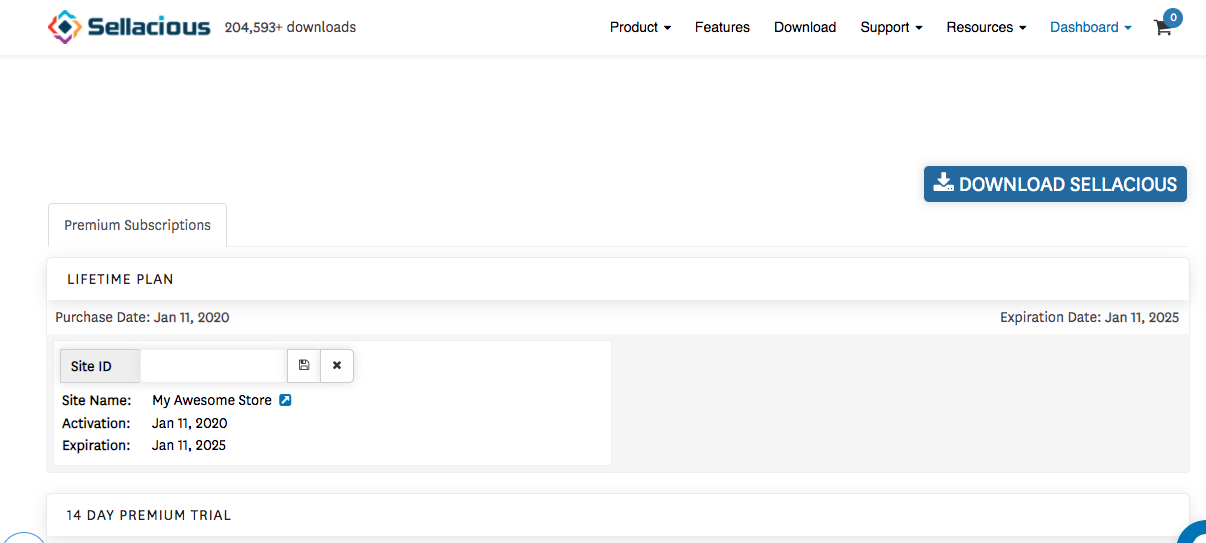 Sellacious 204,593+ downloads Product Features Download Support Resources Dashboard 0
DOWNLOAD SELLACIOUS
Premium Subscriptions
LIFETIME PLAN
Purchase Date: Jan 11, 2020 Expiration Date: Jan 11, 2025
Site ID
Site Name: My Awesome Store
Activation: Jan 11, 2020
Expiration: Jan 11, 2025
14 DAY PREMIUM TRIAL